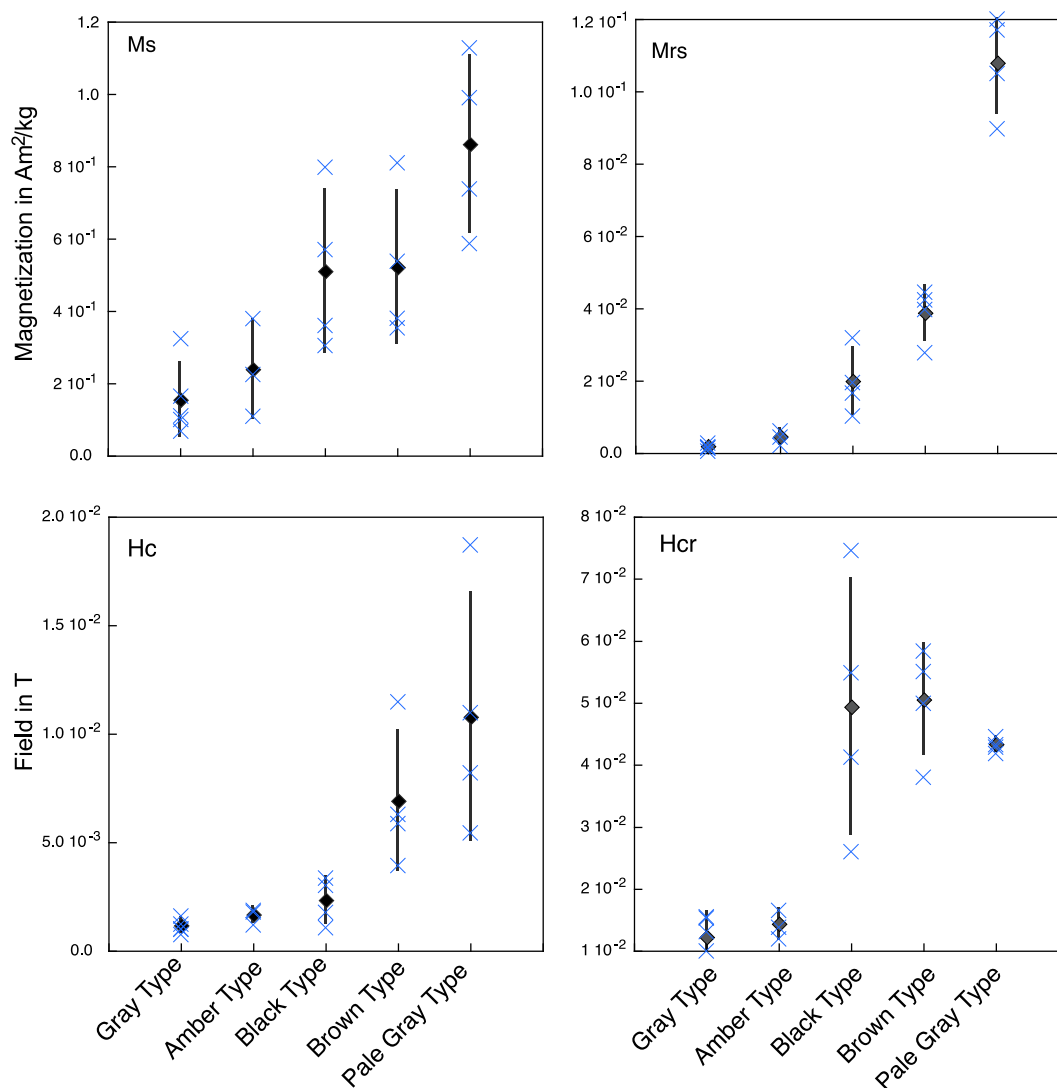 Ms
Magnetization in Am²/kg
1.2
1.0
8 10⁻¹
6 10⁻¹
4 10⁻¹
2 10⁻¹
0.0
Mrs
1.2 10⁻¹
1.0 10⁻¹
8 10⁻²
6 10⁻²
4 10⁻²
2 10⁻²
0.0
Hc
Field in T
2.0 10⁻²
1.5 10⁻²
1.0 10⁻²
5.0 10⁻³
0.0
Gray Type
Amber Type
Black Type
Brown Type
Pale Gray Type
Hcr
8 10⁻²
7 10⁻²
6 10⁻²
5 10⁻²
4 10⁻²
2 10⁻²
2 10⁻²
1 10⁻²
Gray Type
Amber Type
Black Type
Brown Type
Pale Gray Type